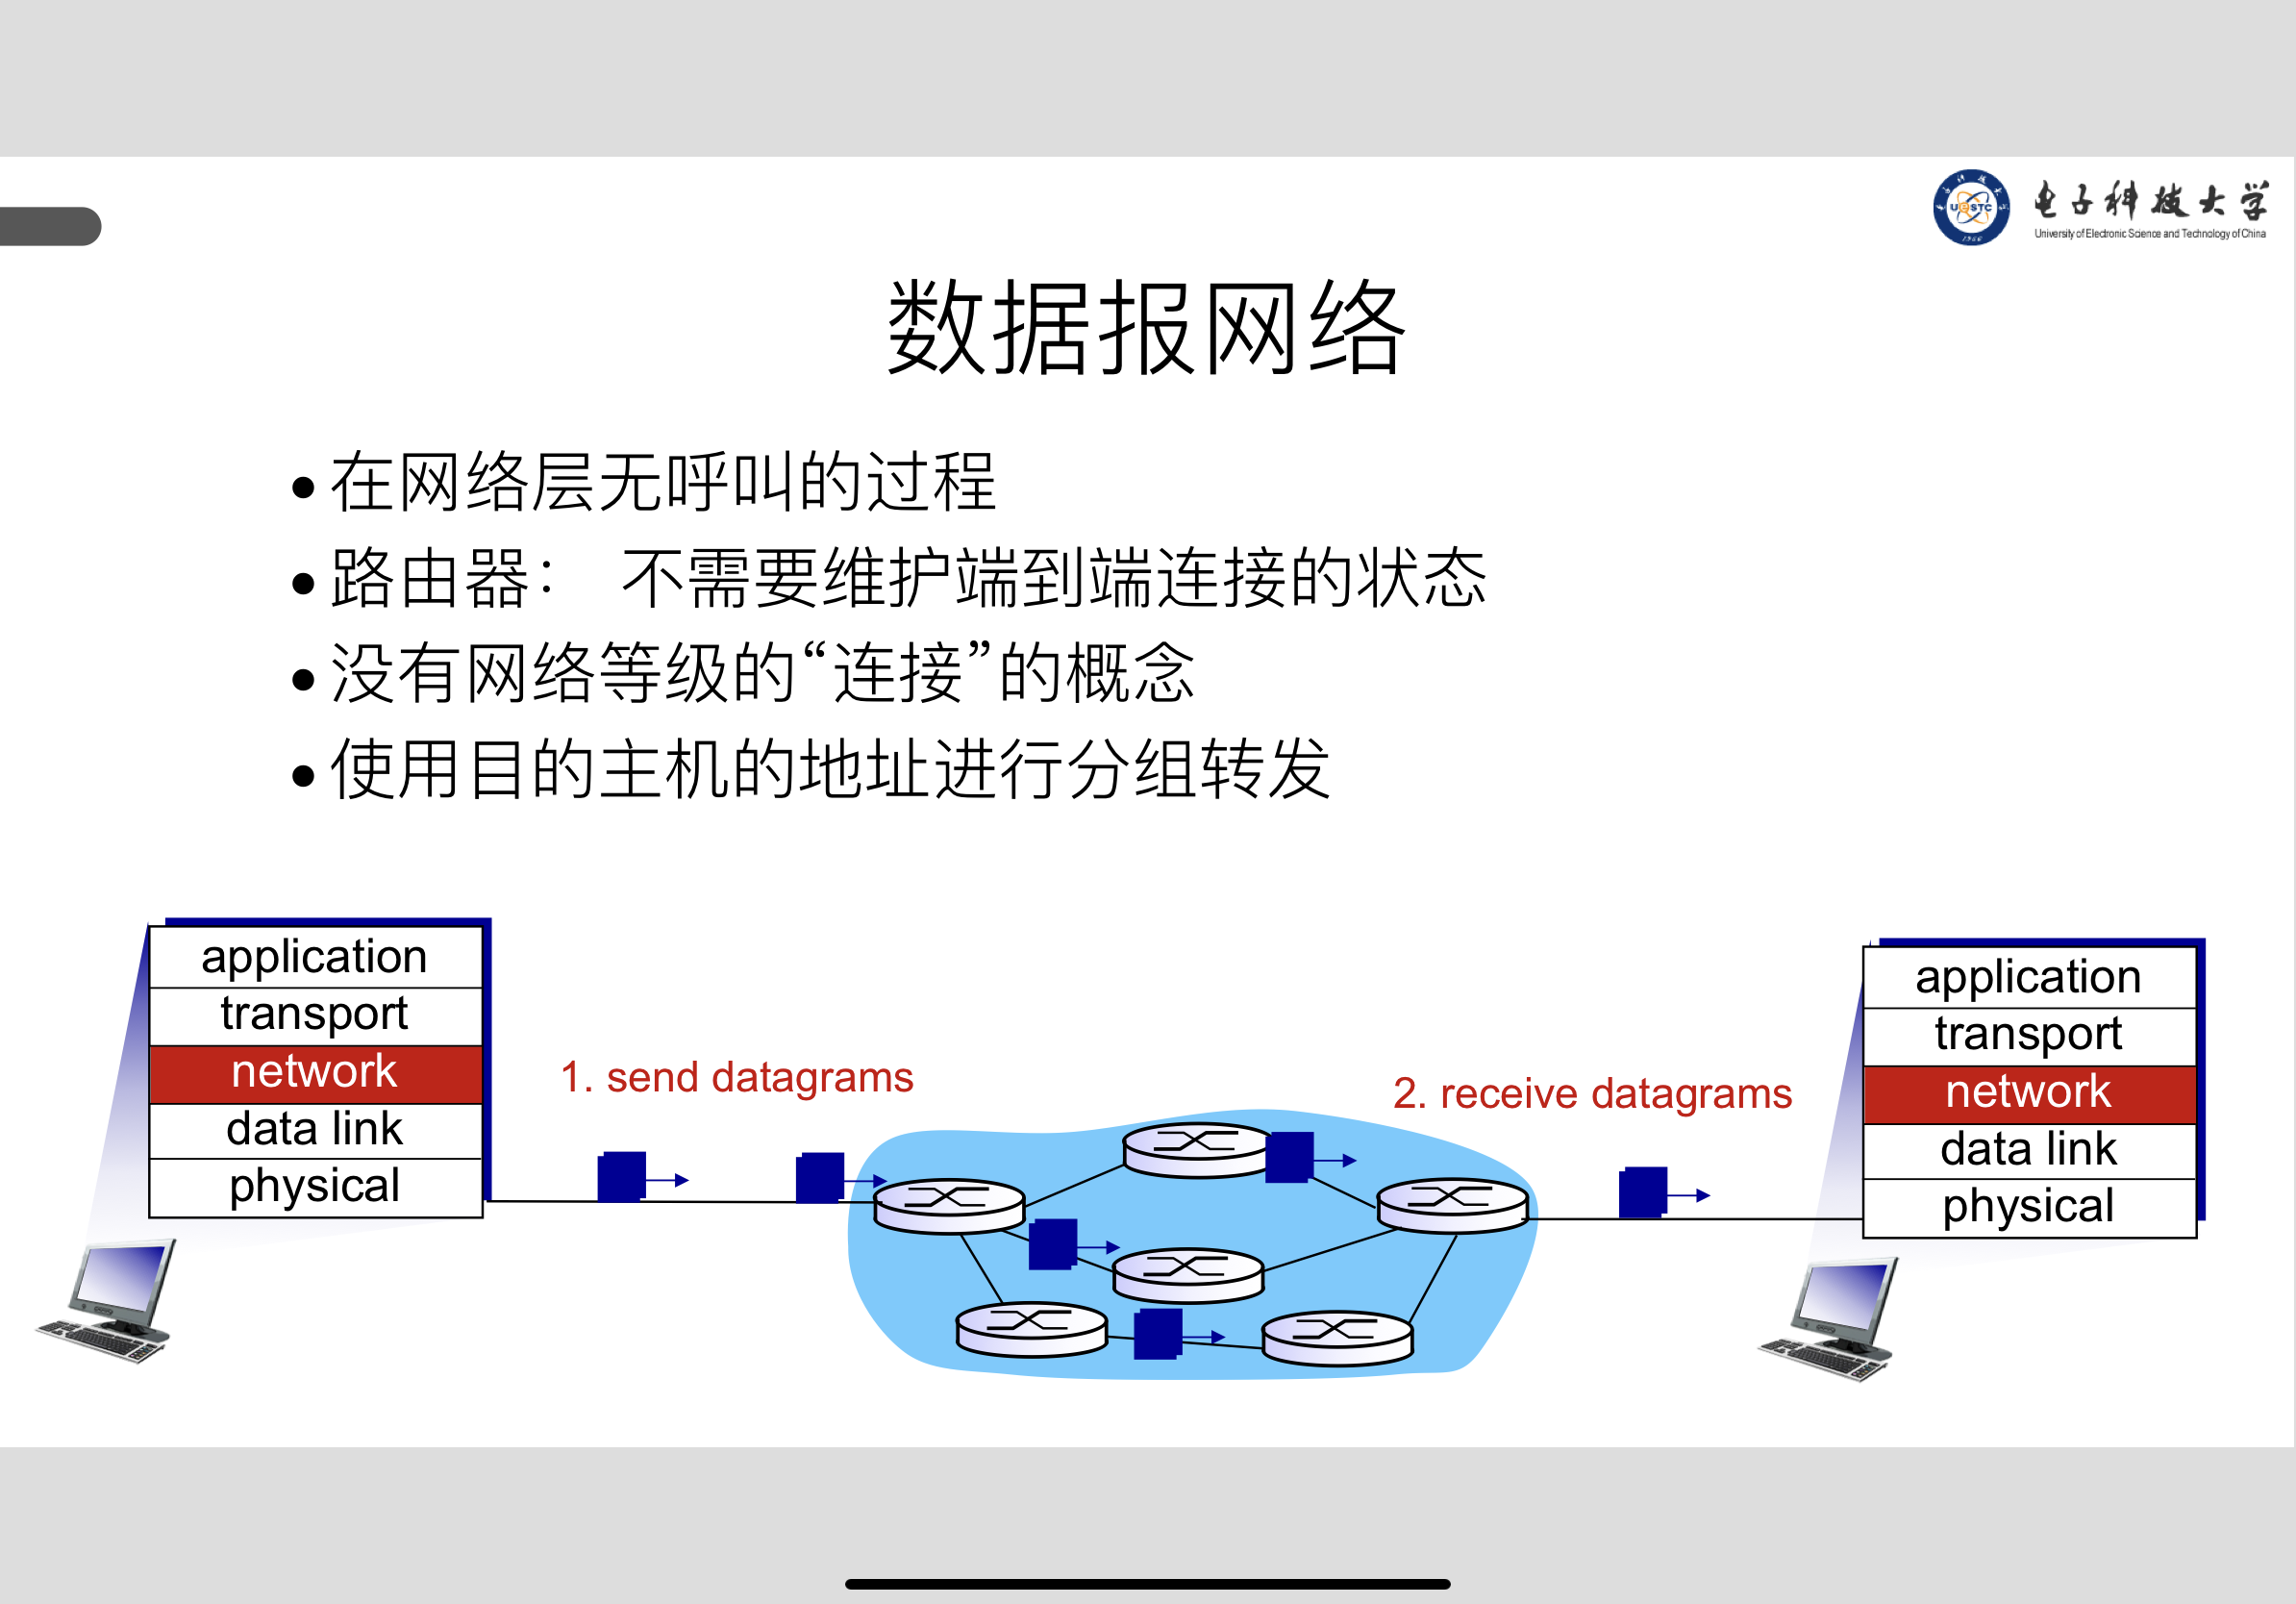 电子科技大学
University of Electronic Science and Technology of China
UESTC
1956
数据报网络
在网络层无呼叫的过程
路由器： 不需要维护端到端连接的状态
没有网络等级的“连接”的概念
使用目的主机的地址进行分组转发
application
transport
network
data link
physical
1. send datagrams
2. receive datagrams
application
transport
network
data link
physical